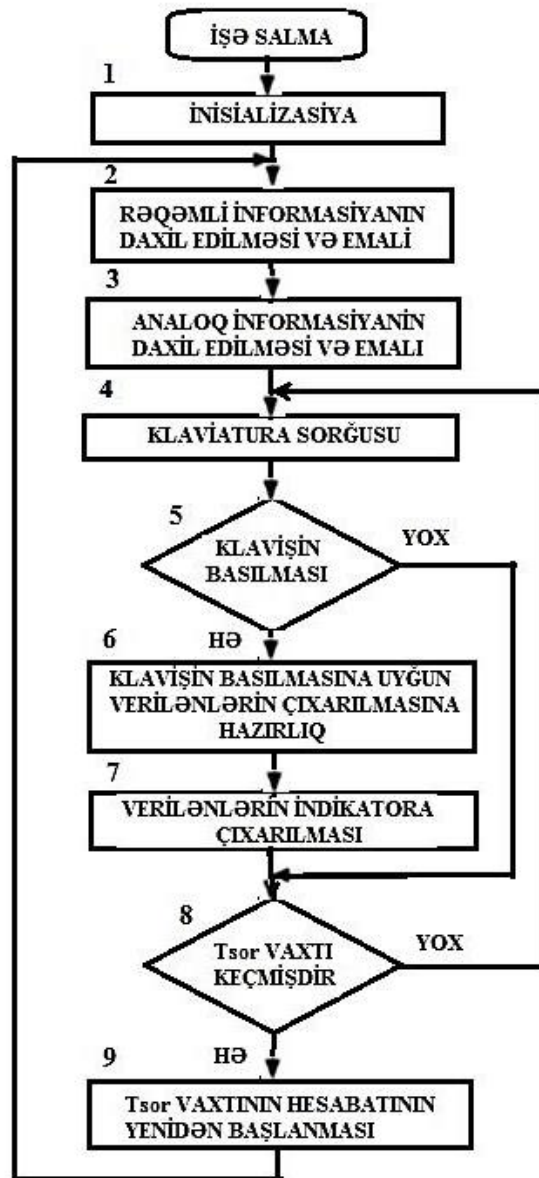 İŞƏ SALMA
1
İNİSİALİZASİYA
2
RƏQƏMLİ İNFORMASİYANIN
DAXİL EDİLMƏSİ VƏ EMALİ
3
ANALOQ İNFORMASİYANİN
DAXİL EDİLMƏSİ VƏ EMALI
4
KLAVİATURA SORĞUSU
5
KLAVİŞİN
BASILMASI
YOX
6
HƏ
KLAVİŞİN BASILMASINA UYĞUN
VERİLƏNLƏRİN ÇIXARILMASINA
HAZIRLIQ
7
VERİLƏNLƏRİN İNDİKATORA
ÇIXARILMASI
8
Tsor VAXTI
KEÇMİŞDİR
YOX
9
HƏ
Tsor VAXTININ HESABATININ
YENİDƏN BAŞLANMASI